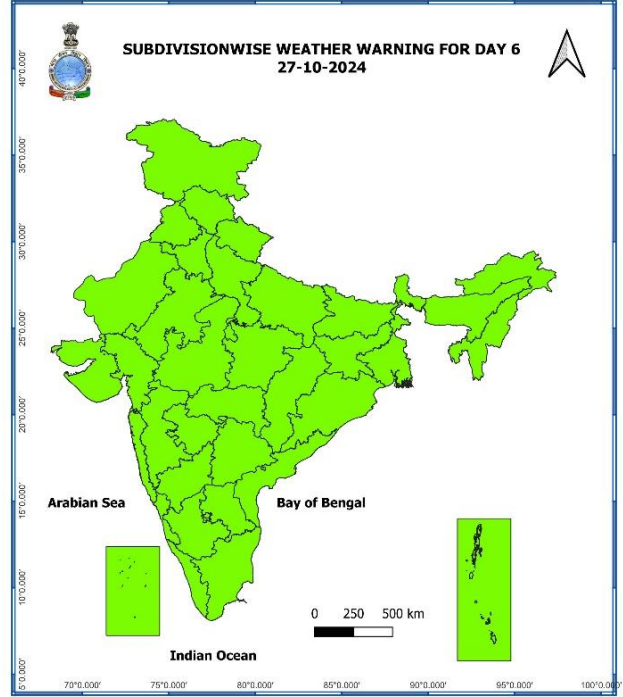 SUBDIVISIONWISE WEATHER WARNING FOR DAY 6
27-10-2024
40°0.000'
35°0.000'
30°0.000'
25°0.000'
20°0.000'
15°0.000'
10°0.000'
5°0.000'
Arabian Sea
Bay of Bengal
0 250 500 km
Indian Ocean
70°0.000' 75°0.000' 80°0.000' 85°0.000' 90°0.000' 95°0.000' 100°0.000'